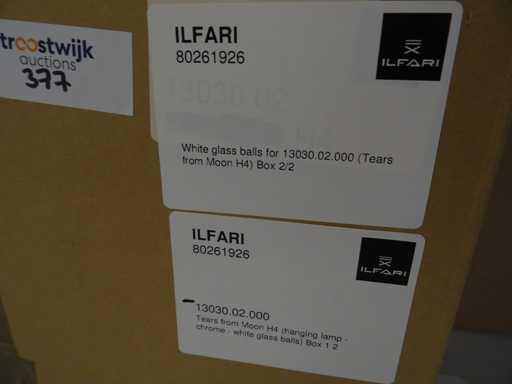 troostwijk
auctions
377
ILFARI
80261926
ILFARI
13030.02
White glass balls for 13030.02.000 (Tears
from Moon H4) Box 2/2
ILFARI
80261926
ILFARI
13030.02.000
Tears from Moon H4 (hanging lamp -
chrome - white glass balls) Box 1 2